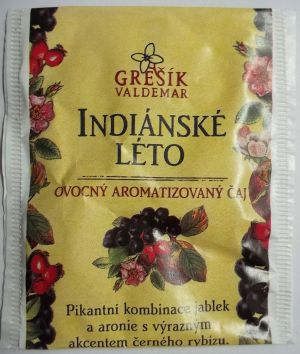 GREŠÍK
VALDEMAR
INDIÁNSKÉ
LÉTO
OVOCNÝ AROMATIZOVANÝ ČAJ
Pikantní kombinace jablek
a aronie s výrazným
akcentem černého rybízu.